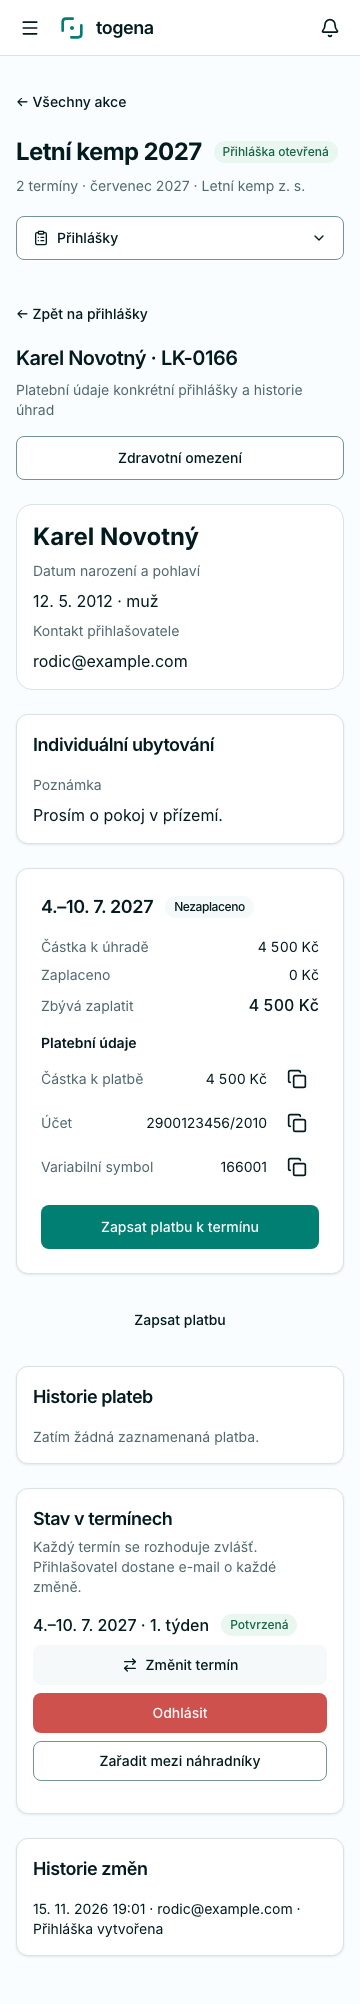 togena
← Všechny akce
Letní kemp 2027 Přihláška otevřená
2 termíny · červenec 2027 · Letní kemp z. s.
Přihlášky
← Zpět na přihlášky
Karel Novotný · LK-0166
Platební údaje konkrétní přihlášky a historie
úhrad
Zdravotní omezení
Karel Novotný
Datum narození a pohlaví
12. 5. 2012 · muž
Kontakt přihlašovatele
rodic@example.com
Individuální ubytování
Poznámka
Prosím o pokoj v přízemí.
4.–10. 7. 2027 Nezaplaceno
Částka k úhradě 4 500 Kč
Zaplaceno 0 Kč
Zbývá zaplatit 4 500 Kč
Platební údaje
Částka k platbě 4 500 Kč
Účet 2900123456/2010
Variabilní symbol 166001
Zapsat platbu k termínu
Zapsat platbu
Historie plateb
Zatím žádná zaznamenaná platba.
Stav v termínech
Každý termín se rozhoduje zvlášť.
Přihlašovatel dostane e-mail o každé
změně.
4.–10. 7. 2027 · 1. týden Potvrzená
Změnit termín
Odhlásit
Zařadit mezi náhradníky
Historie změn
15. 11. 2026 19:01 · rodic@example.com ·
Přihláška vytvořena